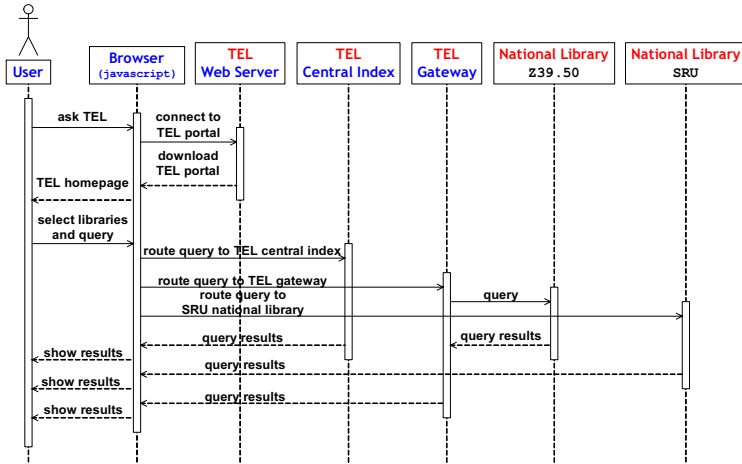 User
Browser
(javascript)
TEL
Web Server
TEL
Central Index
TEL
Gateway
National Library
Z39.50
National Library
SRU
ask TEL
connect to
TEL portal
download
TEL portal
TEL homepage
select libraries
and query
route query to TEL central index
route query to TEL gateway
query
route query to
SRU national library
query results
query results
show results
query results
show results
query results
show results